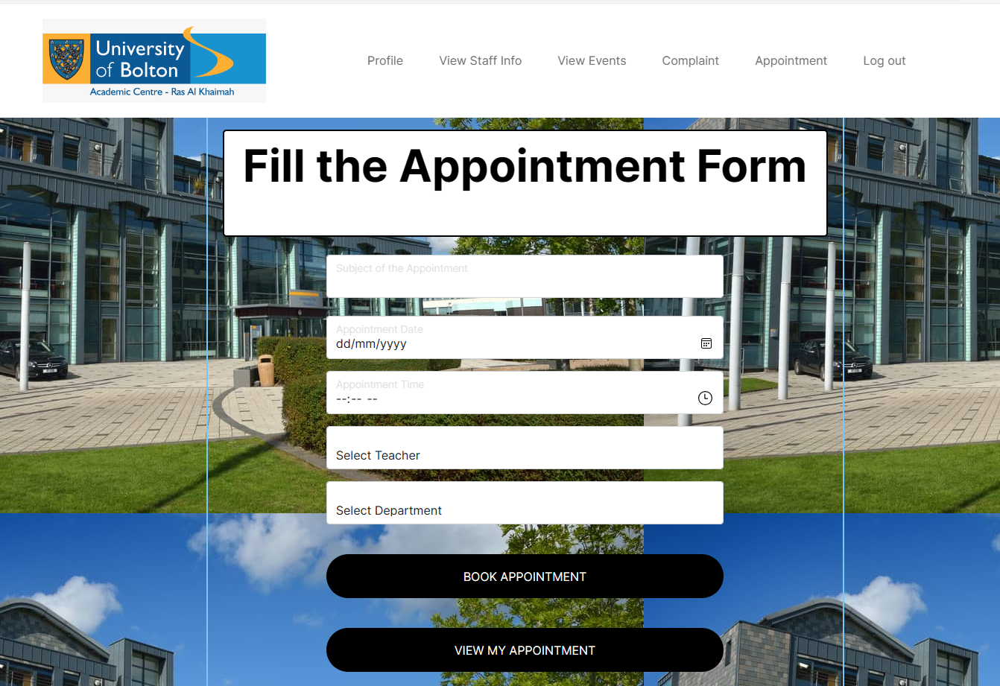 University
of Bolton
Academic Centre - Ras Al Khaimah
Profile View Staff Info View Events Complaint Appointment Log out
Fill the Appointment Form
Subject of the Appointment
Appointment Date
dd/mm/yyyy
Appointment Time
--:-- --
Select Teacher
Select Department
BOOK APPOINTMENT
VIEW MY APPOINTMENT